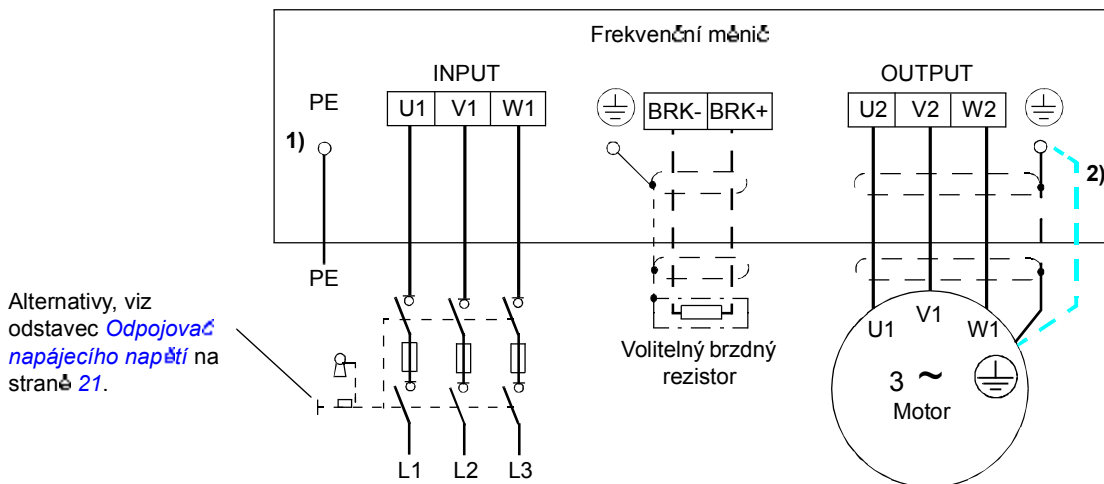 Frekvenční měnič
INPUT
OUTPUT
PE
U1 V1 W1
BRK- BRK+
U2 V2 W2
1)
2)
PE
Alternativy, viz
odstavec Odpojovač
napájecího napětí na
straně 21.
U1
V1
W1
Volitelný brzdný
rezistor
3 ~
Motor
L1 L2 L3